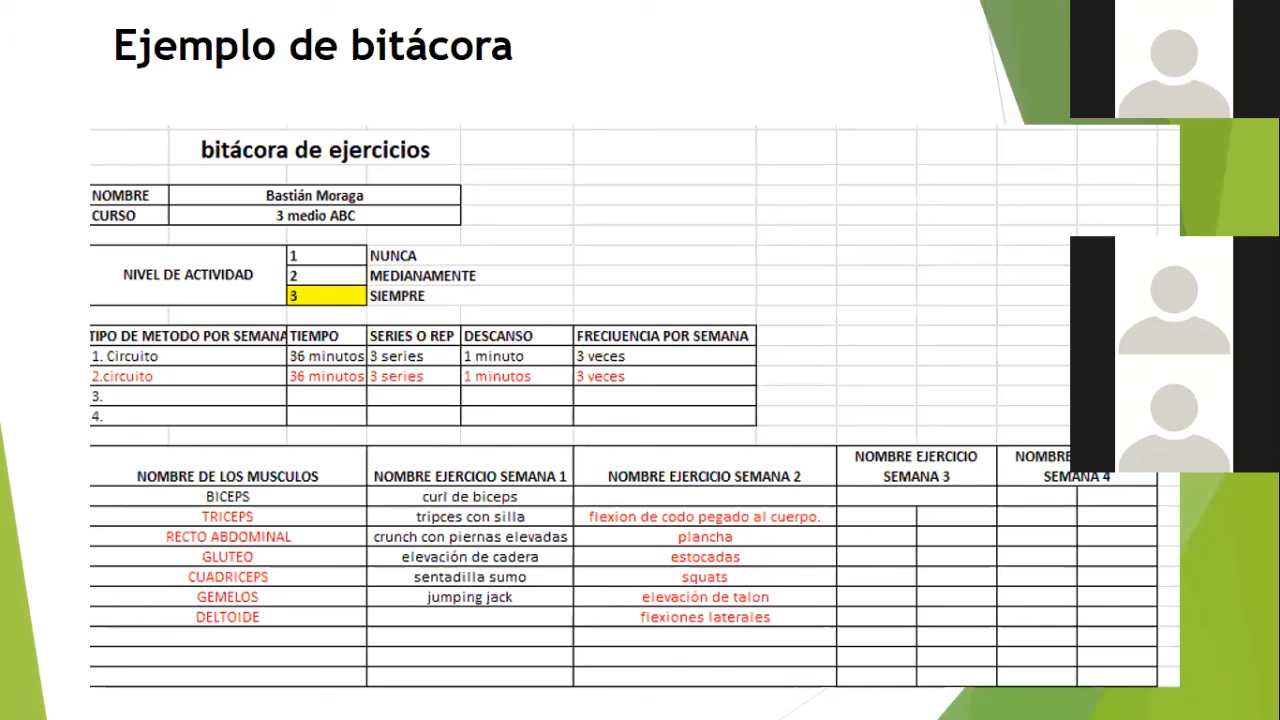 Ejemplo de bitácora
bitácora de ejercicios
NOMBRE Bastián Moraga
CURSO 3 medio ABC
NIVEL DE ACTIVIDAD
1 NUNCA
2 MEDIANAMENTE
3 SIEMPRE
TIPO DE METODO POR SEMANA TIEMPO SERIES O REP DESCANSO FRECIUENCIA POR SEMANA
1. Circuito 36 minutos 3 series 1 minuto 3 veces
2.circuito 36 minutos 3 series 1 minutos 3 veces
3.
4.
NOMBRE DE LOS MUSCULOS NOMBRE EJERCICIO SEMANA 1 NOMBRE EJERCICIO SEMANA 2 NOMBRE EJERCICIO SEMANA 3 NOMBRE SEMANA 4
BICEPS curl de biceps
TRICEPS tripces con silla flexion de codo pegado al cuerpo.
RECTO ABDOMINAL crunch con piernas elevadas plancha
GLUTEO elevación de cadera estocadas
CUADRICEPS sentadilla sumo squats
GEMELOS jumping jack elevación de talon
DELTOIDE flexiones laterales